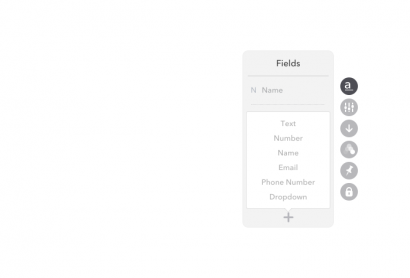 Fields
N Name
Text
Number
Name
Email
Phone Number
Dropdown
a